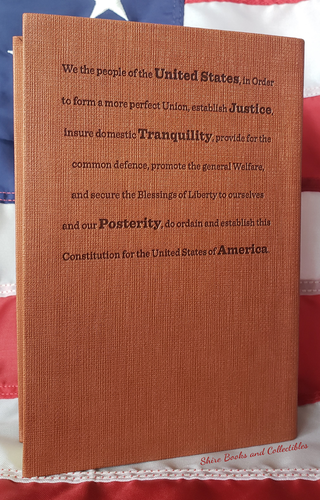 We the people of the United States, in Order
to form a more perfect Union, establish Justice,
insure domestic Tranquility, provide for the
common defence, promote the general Welfare,
and secure the Blessings of Liberty to ourselves
and our Posterity, do ordain and establish this
Constitution for the United States of America.
Shire Books and Collectibles